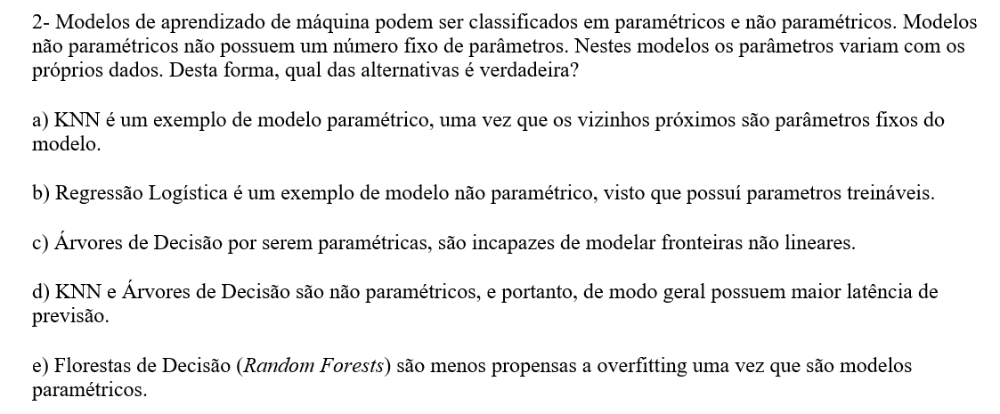 2- Modelos de aprendizado de máquina podem ser classificados em paramétricos e não paramétricos. Modelos
não paramétricos não possuem um número fixo de parâmetros. Nestes modelos os parâmetros variam com os
próprios dados. Desta forma, qual das alternativas é verdadeira?
a) KNN é um exemplo de modelo paramétrico, uma vez que os vizinhos próximos são parâmetros fixos do
modelo.
b) Regressão Logística é um exemplo de modelo não paramétrico, visto que possuí parametros treináveis.
c) Árvores de Decisão por serem paramétricas, são incapazes de modelar fronteiras não lineares.
d) KNN e Árvores de Decisão são não paramétricos, e portanto, de modo geral possuem maior latência de
previsão.
e) Florestas de Decisão (Random Forests) são menos propensas a overfitting uma vez que são modelos
paramétricos.